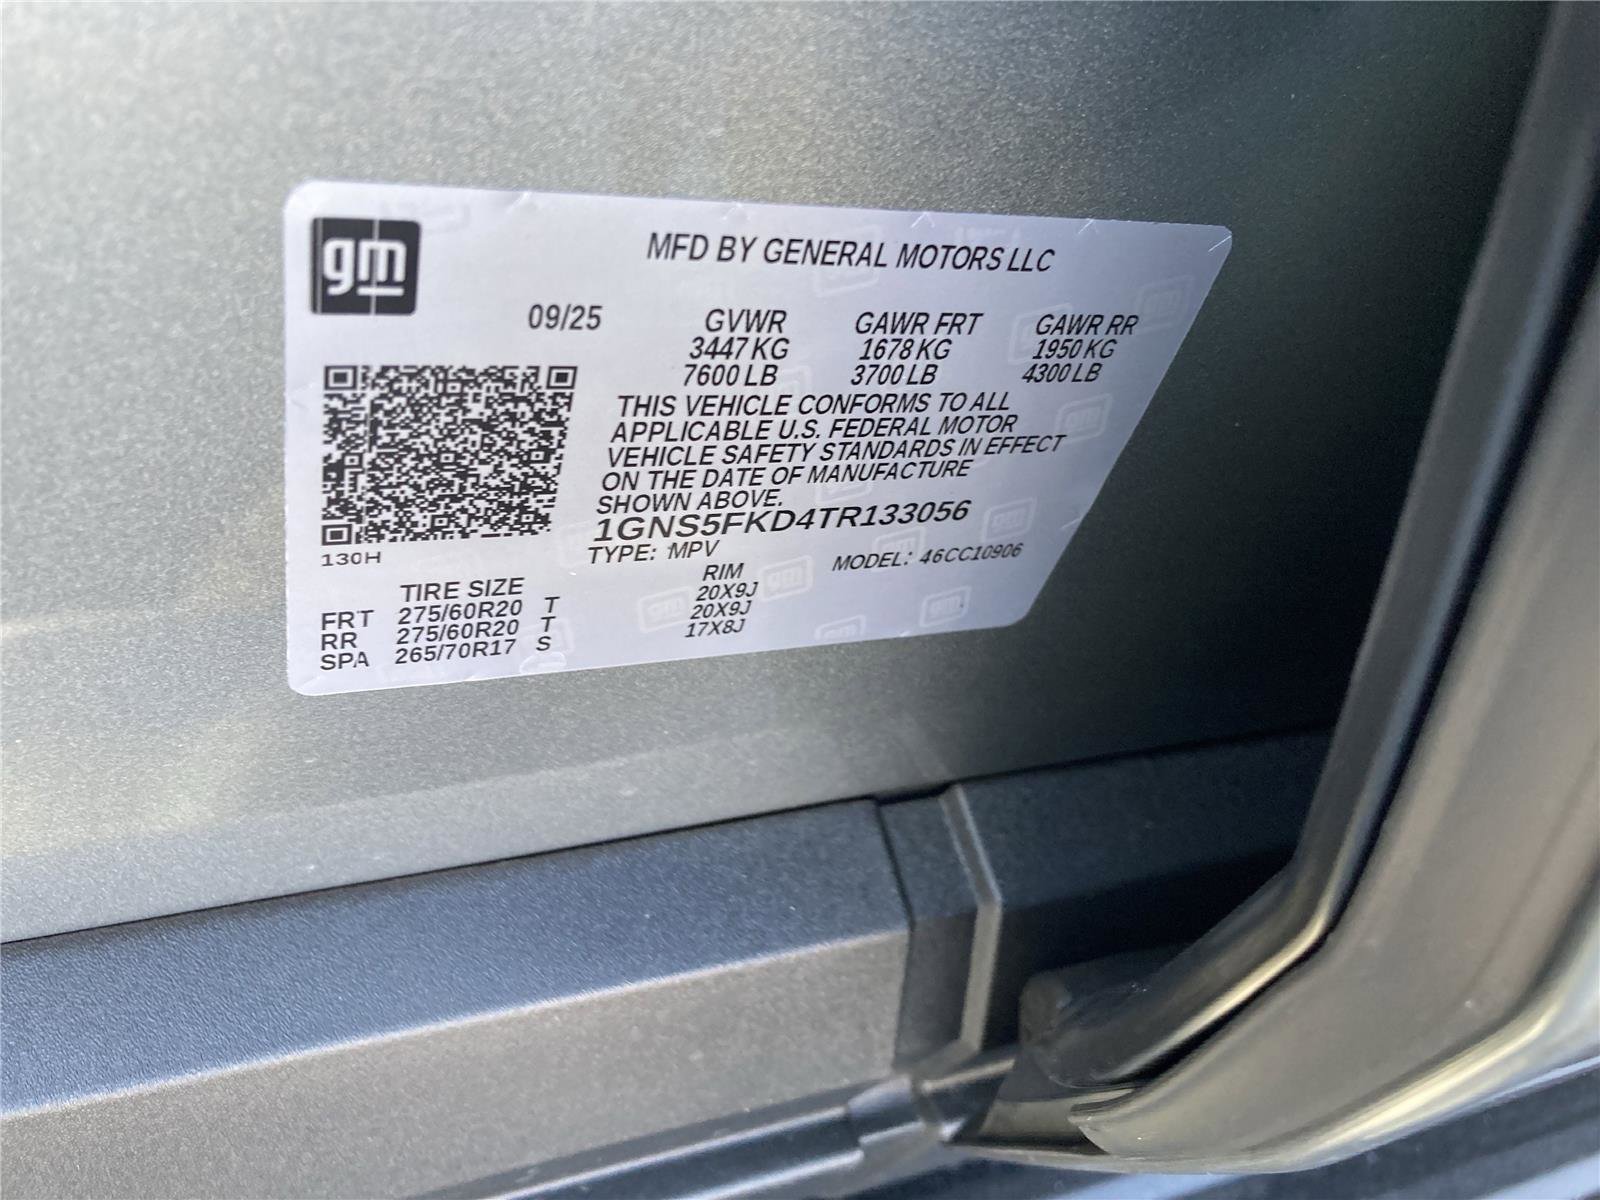 gm
MFD BY GENERAL MOTORS LLC
09/25 GVWR GAWR FRT GAWR RR
3447 KG 1678 KG 1950 KG
7600 LB 3700 LB 4300 LB
THIS VEHICLE CONFORMS TO ALL
APPLICABLE U.S. FEDERAL MOTOR
VEHICLE SAFETY STANDARDS IN EFFECT
ON THE DATE OF MANUFACTURE
SHOWN ABOVE.
1GNS5FKD4TR133056
130H TYPE: MPV MODEL: 46CC10906
TIRE SIZE RIM
FRT 275/60R20 T 20X9J
RR 275/60R20 T 20X9J
SPA 265/70R17 S 17X8J